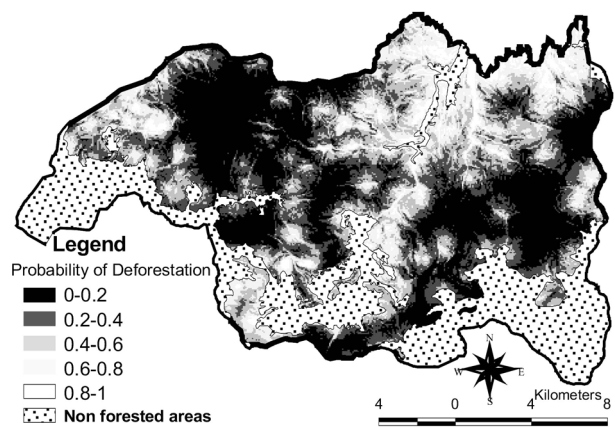 Legend
Probability of Deforestation
0-0.2
0.2-0.4
0.4-0.6
0.6-0.8
0.8-1
Non forested areas
N
W E
S
Kilometers
4 0 4 8